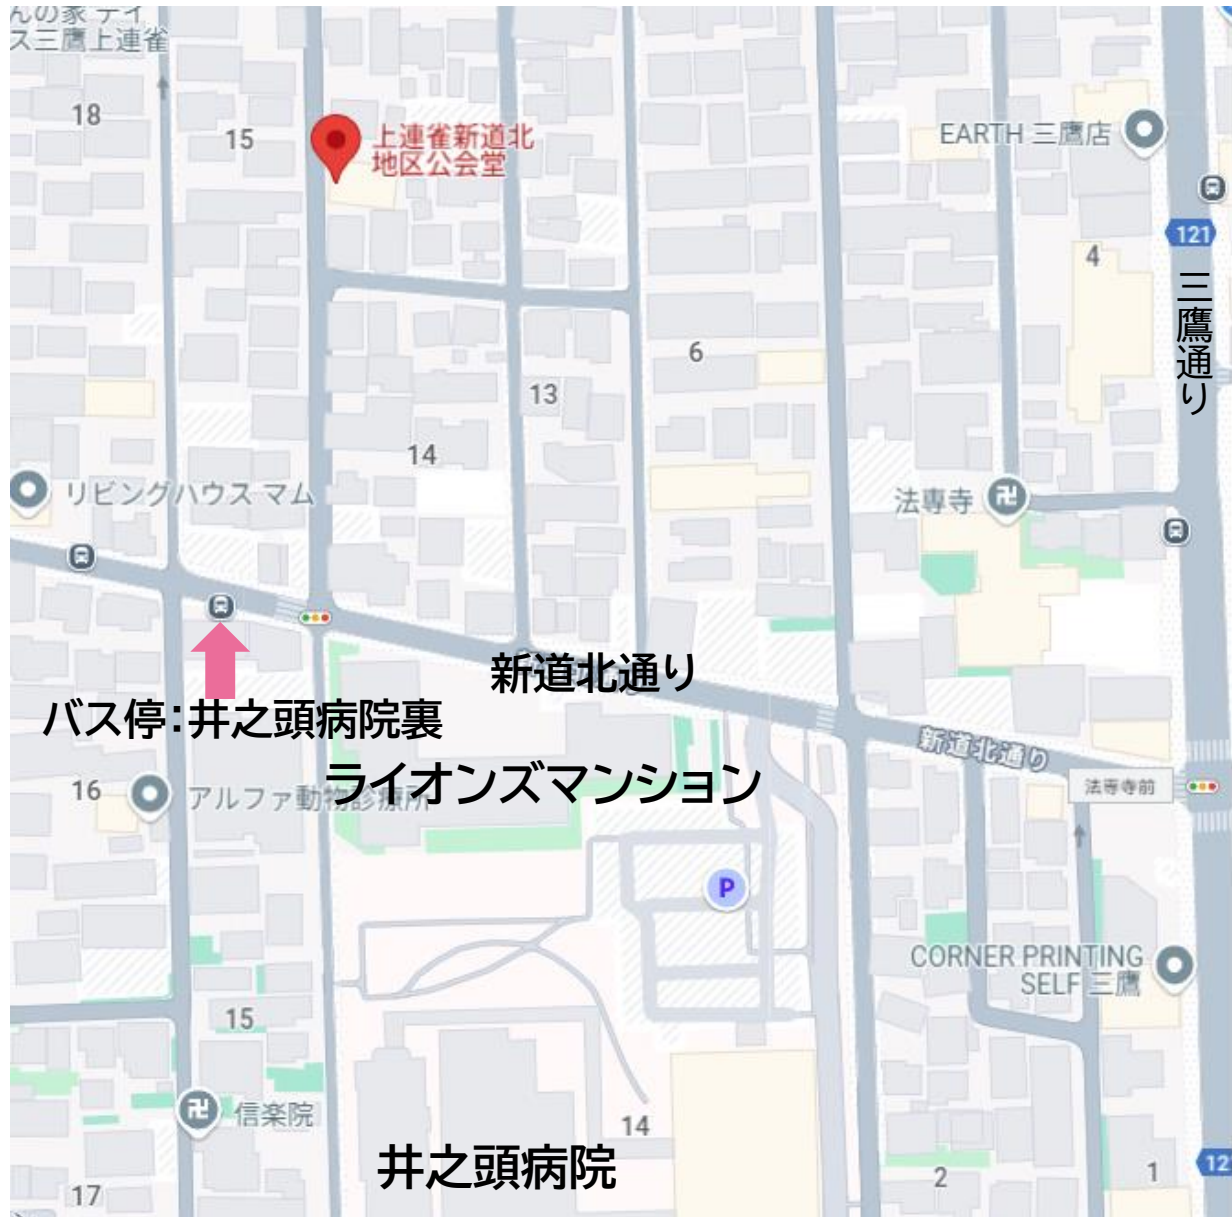 んの家 デイ
ス三鷹上連雀
18
15
上連雀新道北
地区公会堂
EARTH 三鷹店
121
4
三鷹通り
6
13
14
リビングハウス マム
法専寺
新道北通り
バス停:井之頭病院裏
新道北通り
ライオンズマンション
16
アルファ動物診療所
法専寺前
P
CORNER PRINTING
SELF 三鷹
15
信楽院
14
井之頭病院
2
1
12
17